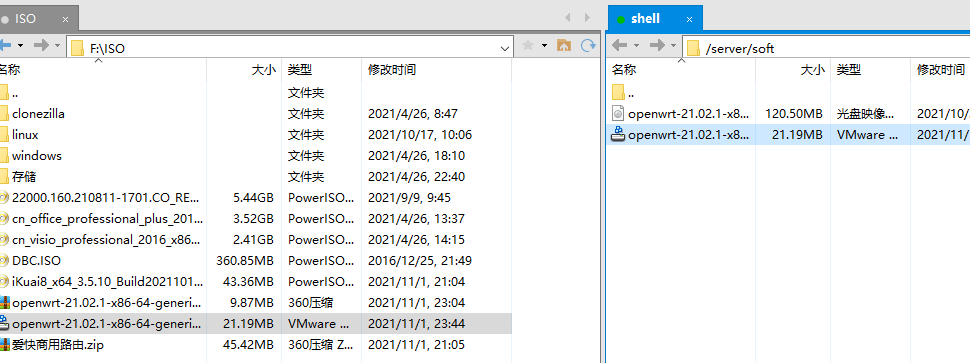 ISO ×
F:\ISO
名称 大小 类型 修改时间
.. 文件夹
clonezilla 文件夹 2021/4/26, 8:47
linux 文件夹 2021/10/17, 10:06
windows 文件夹 2021/4/26, 18:10
存储 文件夹 2021/4/26, 22:40
22000.160.210811-1701.CO_RE... 5.44GB PowerISO... 2021/9/9, 9:45
cn_office_professional_plus_201... 3.52GB PowerISO... 2021/4/26, 13:37
cn_visio_professional_2016_x86... 2.41GB PowerISO... 2021/4/26, 14:15
DBC.ISO 360.85MB PowerISO... 2016/12/25, 21:49
iKuai8_x64_3.5.10_Build2021101... 43.36MB PowerISO... 2021/11/1, 21:04
openwrt-21.02.1-x86-64-generi... 9.87MB 360压缩 2021/11/1, 23:04
openwrt-21.02.1-x86-64-generi... 21.19MB VMware ... 2021/11/1, 23:44
爱快商用路由.zip 45.42MB 360压缩 Z... 2021/11/1, 21:05
shell ×
/server/soft
名称 大小 类型 修改时间
..
openwrt-21.02.1-x8... 120.50MB 光盘映像... 2021/10/
openwrt-21.02.1-x8... 21.19MB VMware ... 2021/11/